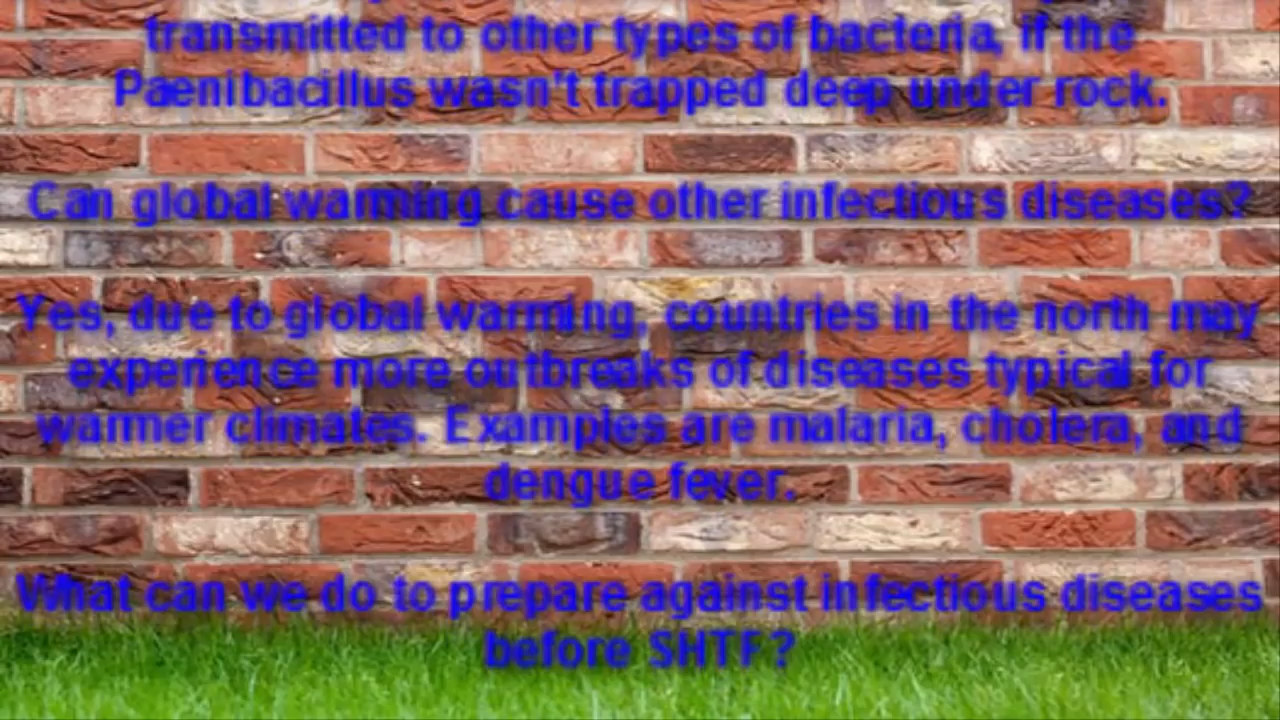 transmitted to other types of bacteria, if the
Paenibacillus wasn't trapped deep under rock.
Can global warming cause other infectious diseases?
Yes, due to global warming, countries in the north may
experience more outbreaks of diseases typical for
warmer climates. Examples are malaria, cholera, and
dengue fever.
What can we do to prepare against infectious diseases
before SHTF?